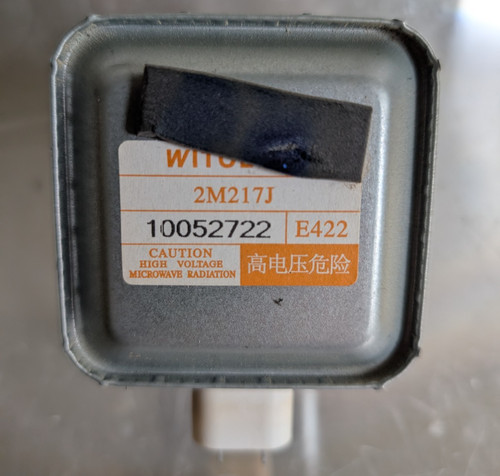 2M217J
10052722 E422
CAUTION
HIGH VOLTAGE
MICROWAVE RADIATION
高电压危险